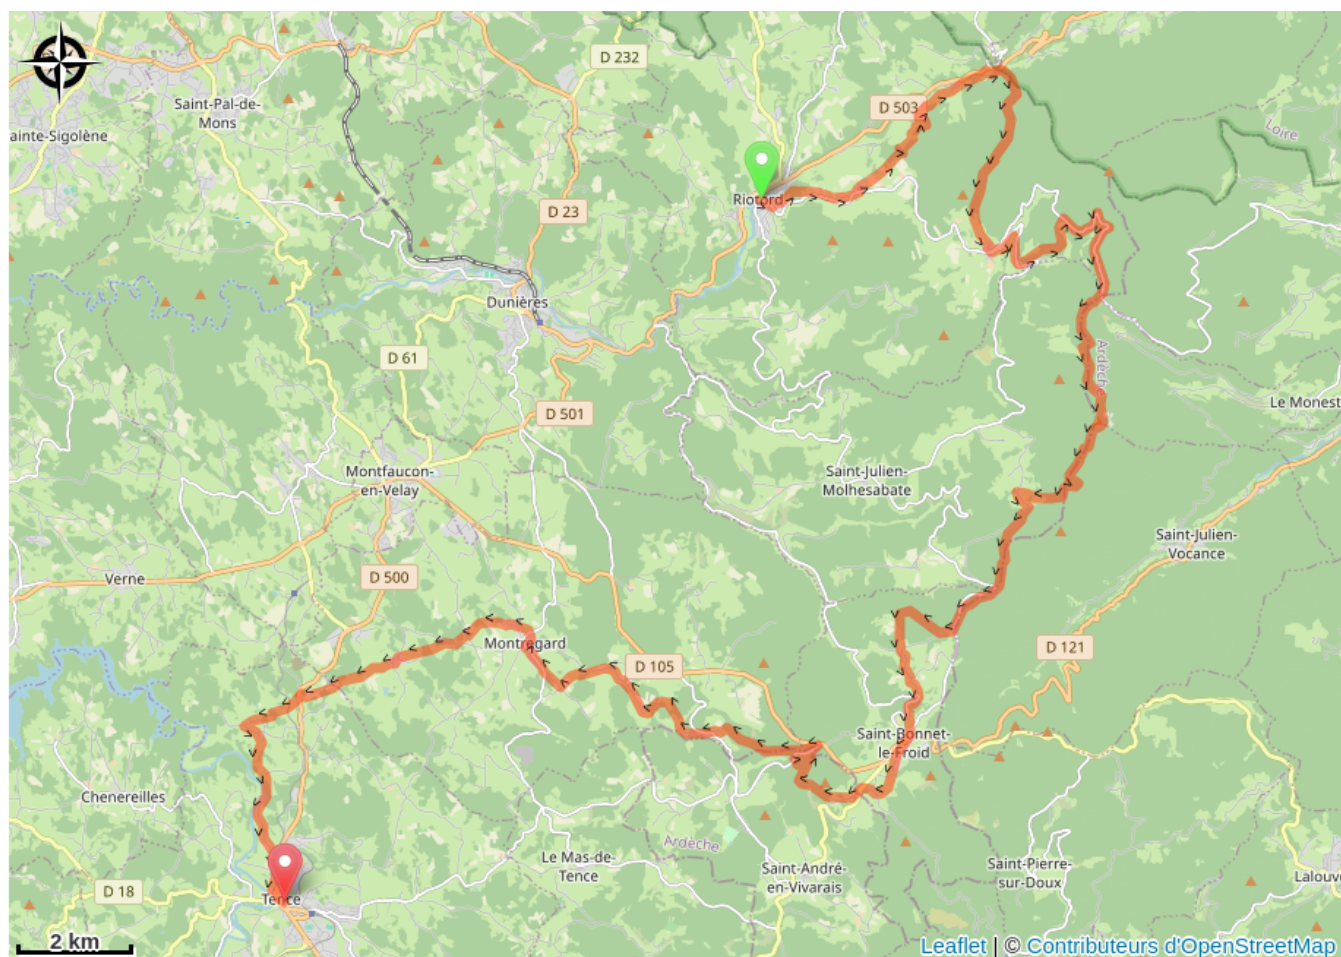 D 232
Saint-Pal-de-
Mons
ainte-Sigolène
D 503
Loire
Riotord
D 23
Dunières
D 61
Ardèche
Le Monest
D 501
Montfaucon-
en-Velay
Saint-Julien-
Molhesabate
Saint-Julien-
Vocance
Verne
D 500
Montregard
D 105
D 121
Saint-Bonnet-
le-Froid
Chenereilles
Ardèche
Le Mas-de-
Tence
Saint-André-
en-Vivarais
Saint-Pierre-
sur-Doux
Lalouv
D 18
Tence
2 km
Leaflet | © Contributeurs d'OpenStreetMap